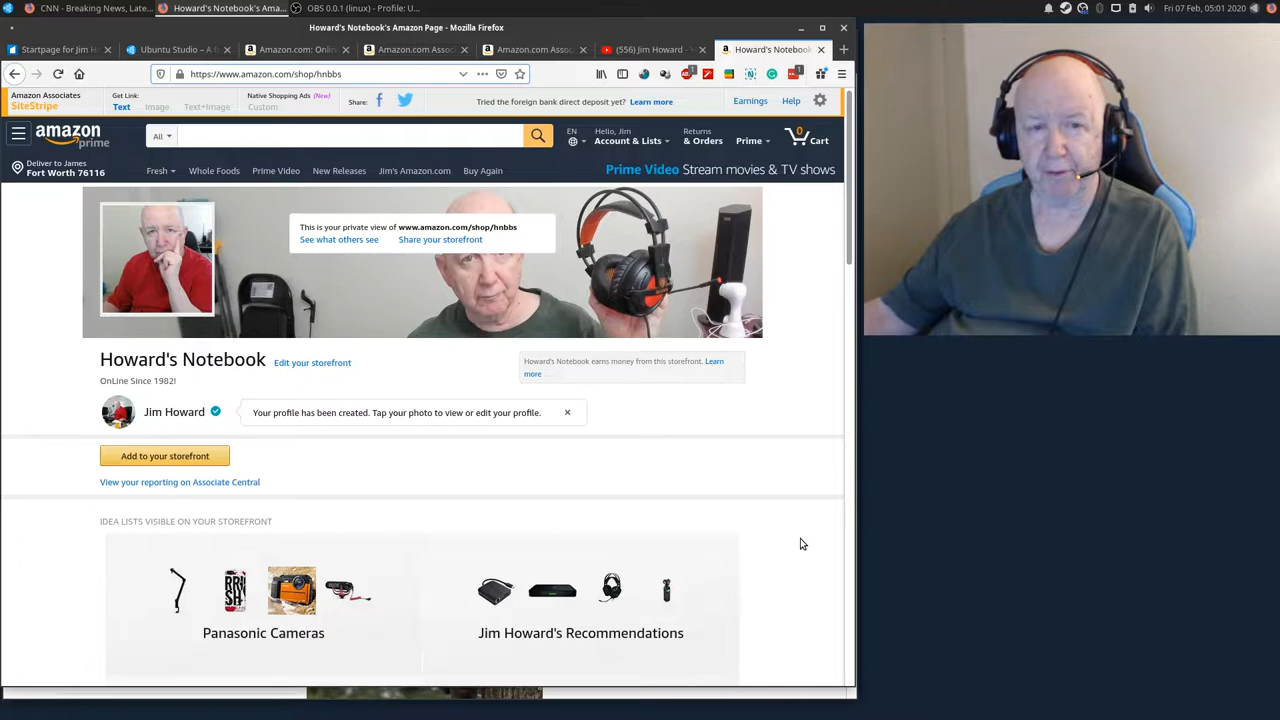 CNN - Breaking News, Late...
Howard's Notebook's Ama...
OBS 0.0.1 (linux) - Profile: U...
Fri 07 Feb, 05:01 2020
Howard's Notebook's Amazon Page - Mozilla Firefox
Startpage for Jim H
Ubuntu Studio – A f
Amazon.com: Onli
Amazon.com Assoc
Amazon.com Assoc
(556) Jim Howard - Y
Howard's Notebook
https://www.amazon.com/shop/hnbbs
Amazon Associates
SiteStripe
Get Link:
Text
Image
Text+Image
Native Shopping Ads (New)
Custom
Share:
Tried the foreign bank direct deposit yet? Learn more
Earnings
Help
amazon
prime
All
EN
Hello, Jim
Account & Lists
Returns
& Orders
Prime
0
Cart
Deliver to James
Fort Worth 76116
Fresh
Whole Foods
Prime Video
New Releases
Jim's Amazon.com
Buy Again
Prime Video Stream movies & TV shows
This is your private view of www.amazon.com/shop/hnbbs
See what others see
Share your storefront
Howard's Notebook
Edit your storefront
Howard's Notebook earns money from this storefront. Learn
more
OnLine Since 1982!
Jim Howard
Your profile has been created. Tap your photo to view or edit your profile.
Add to your storefront
View your reporting on Associate Central
IDEA LISTS VISIBLE ON YOUR STOREFRONT
Panasonic Cameras
Jim Howard's Recommendations